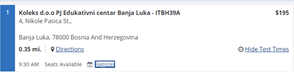 1
Koleks d.o.o PJ Edukativni centar Banja Luka - ITBH39A
$195
4, Nikole Pasica St.,
Banja Luka, 78000 Bosnia And Herzegovina
0.35 mi. Directions
Hide Test Times
9:30 AM Seats Available Register